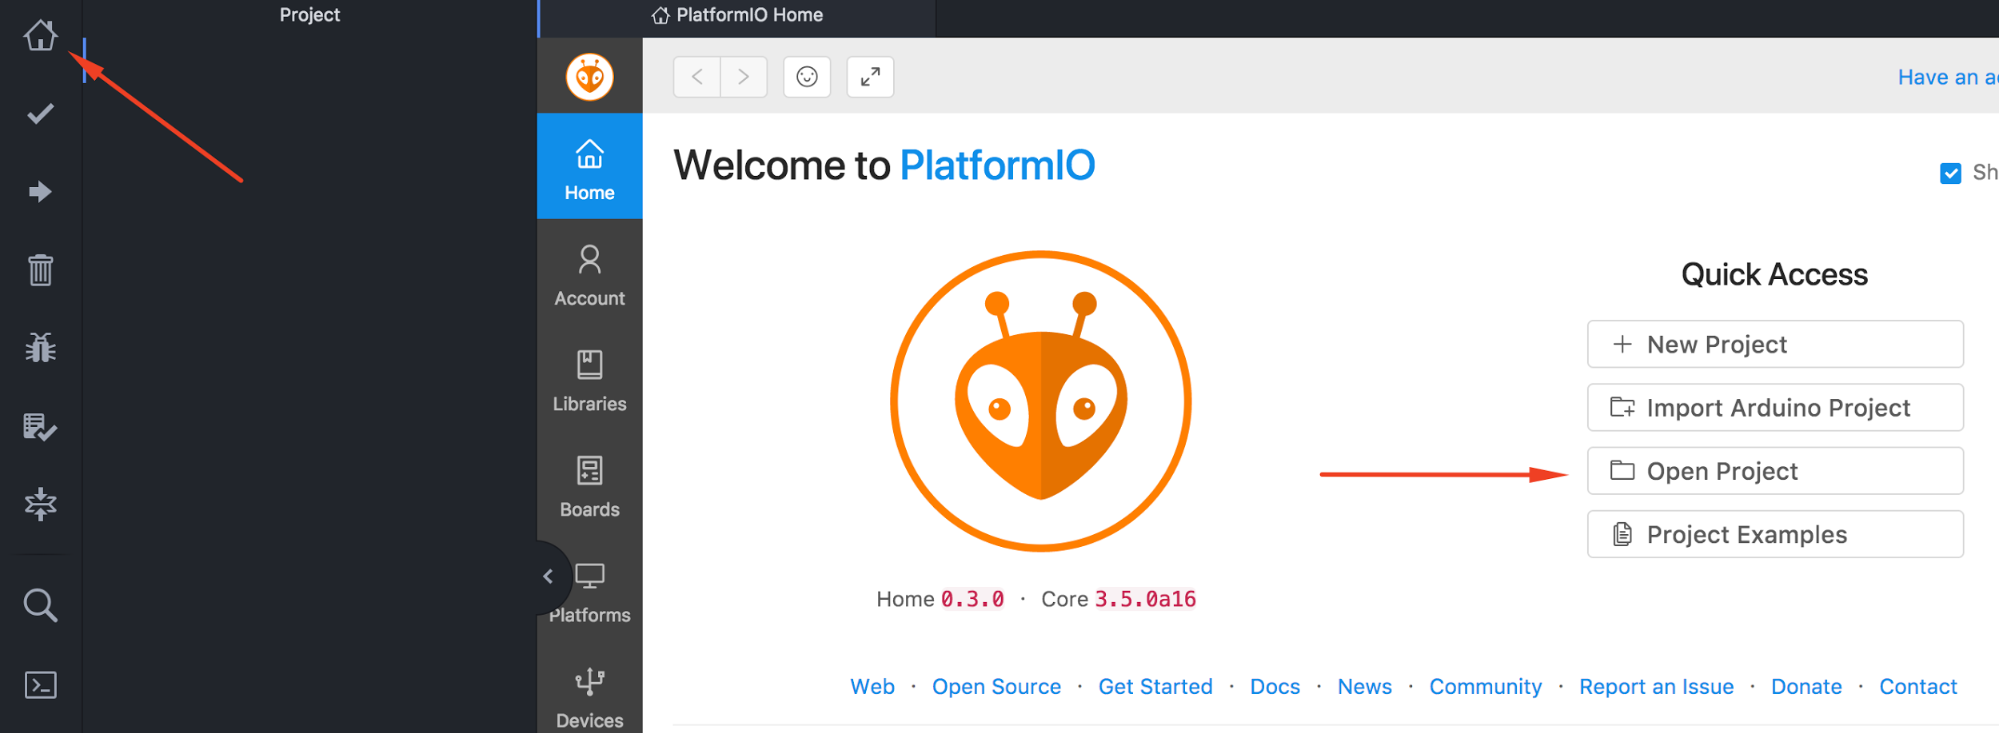 Project
PlatformIO Home
Have an a
Welcome to PlatformIO
Sh
Home
Account
Libraries
Boards
Platforms
Devices
Quick Access
New Project
Import Arduino Project
Open Project
Project Examples
Home 0.3.0 · Core 3.5.0a16
Web · Open Source · Get Started · Docs · News · Community · Report an Issue · Donate · Contact